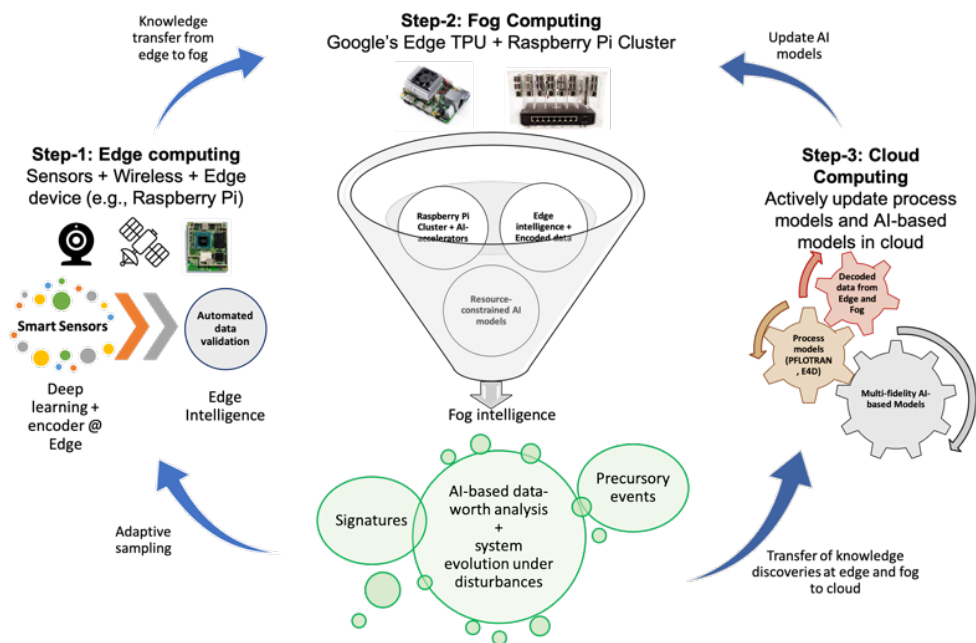 Knowledge
transfer from
edge to fog
Step-2: Fog Computing
Google's Edge TPU + Raspberry Pi Cluster
Update AI
models
Step-1: Edge computing
Sensors + Wireless + Edge
device (e.g., Raspberry Pi)
Smart Sensors
Automated
data
validation
Deep
learning +
encoder @
Edge
Edge
Intelligence
Raspberry Pi
Cluster + AI-
accelerators
Edge
intelligence +
Encoded data
Resource-
constrained AI
models
Fog intelligence
Step-3: Cloud
Computing
Actively update process
models and AI-based
models in cloud
Decoded
data from
Edge and
Fog
Process
models
(PFLOTRAN
, E4D)
Multi-fidelity AI-
based Models
Adaptive
sampling
Signatures
AI-based data-
worth analysis
+
system
evolution under
disturbances
Precursory
events
Transfer of knowledge
discoveries at edge and fog
to cloud